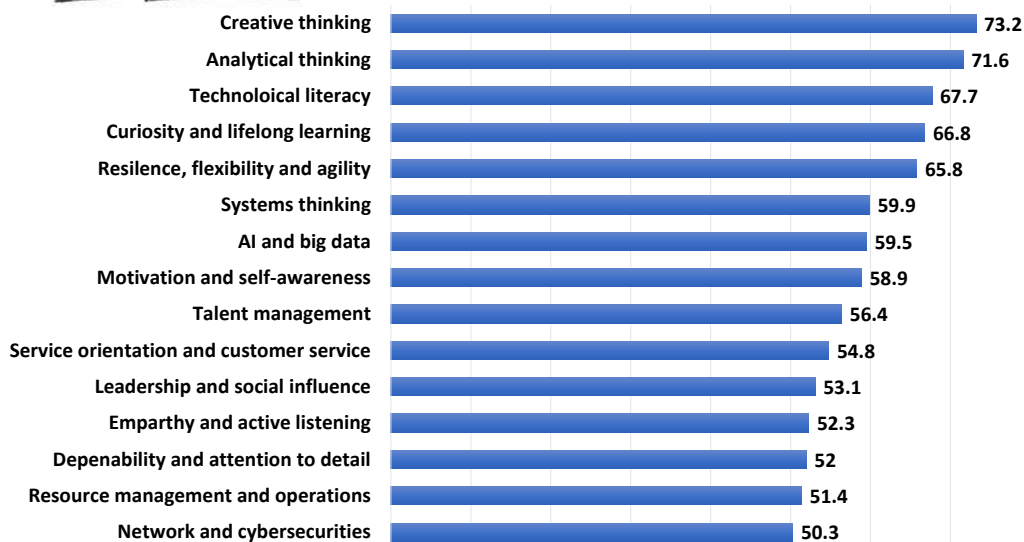 Creative thinking 73.2
Analytical thinking 71.6
Technoloical literacy 67.7
Curiosity and lifelong learning 66.8
Resilence, flexibility and agility 65.8
Systems thinking 59.9
AI and big data 59.5
Motivation and self-awareness 58.9
Talent management 56.4
Service orientation and customer service 54.8
Leadership and social influence 53.1
Emparthy and active listening 52.3
Depenability and attention to detail 52
Resource management and operations 51.4
Network and cybersecurities 50.3